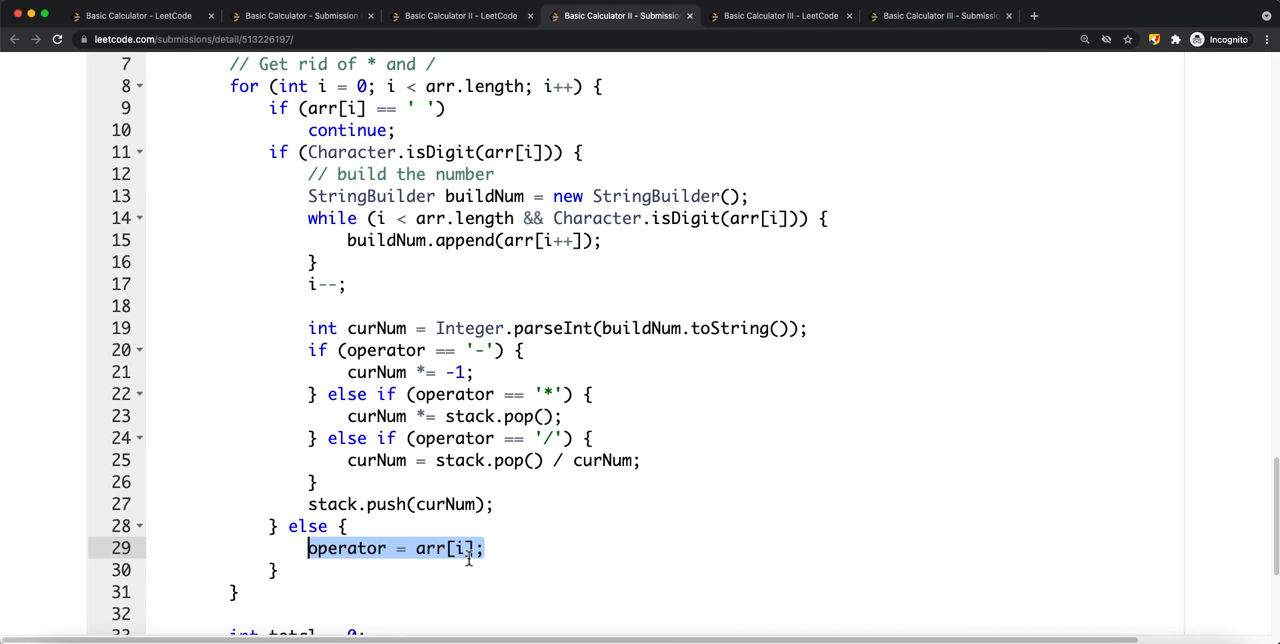 Basic Calculator - LeetCode
Basic Calculator - Submission
Basic Calculator II - LeetCode
Basic Calculator II - Submissio
Basic Calculator III - LeetCode
Basic Calculator III - Submissic
leetcode.com/submissions/detail/513226197/
Incognito
7 // Get rid of * and /
8 for (int i = 0; i < arr.length; i++) {
9 if (arr[i] == ' ')
10 continue;
11 if (Character.isDigit(arr[i])) {
12 // build the number
13 StringBuilder buildNum = new StringBuilder();
14 while (i < arr.length && Character.isDigit(arr[i])) {
15 buildNum.append(arr[i++]);
16 }
17 i--;
18
19 int curNum = Integer.parseInt(buildNum.toString());
20 if (operator == '-') {
21 curNum *= -1;
22 } else if (operator == '*') {
23 curNum *= stack.pop();
24 } else if (operator == '/') {
25 curNum = stack.pop() / curNum;
26 }
27 stack.push(curNum);
28 } else {
29 operator = arr[i];
30 }
31 }
32
33 int total = 0;